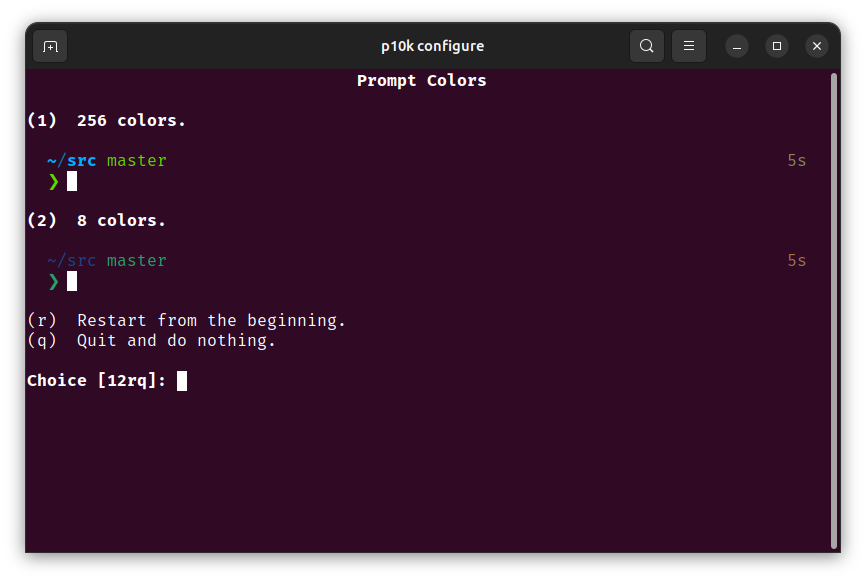 p10k configure
Prompt Colors
(1)  256 colors.
~/src master 5s
❯
(2)  8 colors.
~/src master 5s
❯
(r)  Restart from the beginning.
(q)  Quit and do nothing.
Choice [12rq]: